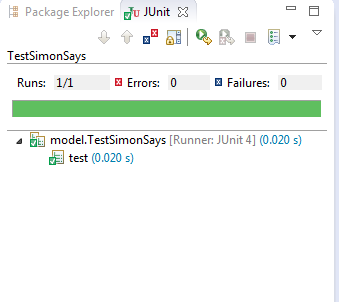 Package Explorer JUnit
TestSimonSays
Runs: 1/1 Errors: 0 Failures: 0
model.TestSimonSays [Runner: JUnit 4] (0.020 s)
test (0.020 s)